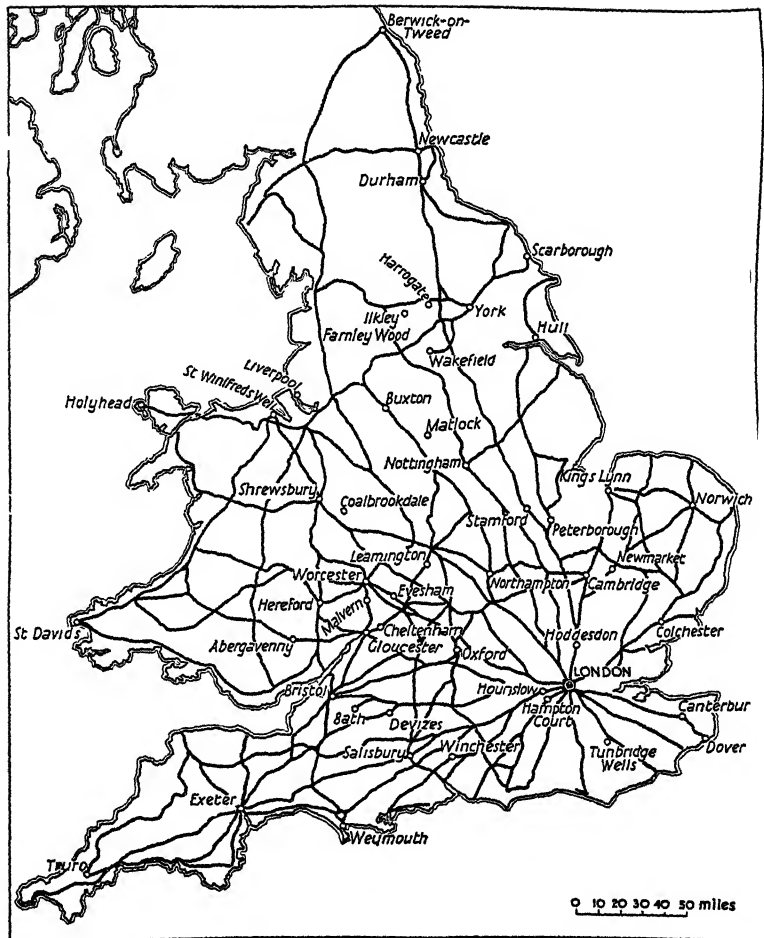 Berwick-on-
Tweed
Newcastle
Durham
Scarborough
Harrogate
Ilkley
York
Farnley Wood
Hull
Wakefield
Liverpool
St Winifreds Well
Holyhead
Buxton
Matlock
Nottingham
Kings Lynn
Shrewsbury
Coalbrookdale
Stamford
Norwich
Peterborough
Leamington
Newmarket
Worcester
Evesham
Northampton
Cambridge
Hereford
Malvern
St Davids
Cheltenham
Hoddesdon
Colchester
Abergavenny
Gloucester
Oxford
LONDON
Bristol
Hounslow
Hampton
Court
Canterbur
Bath
Devizes
Dover
Salisbury
Winchester
Tunbridge
Wells
Exeter
Weymouth
Truro
0 10 20 30 40 50 miles